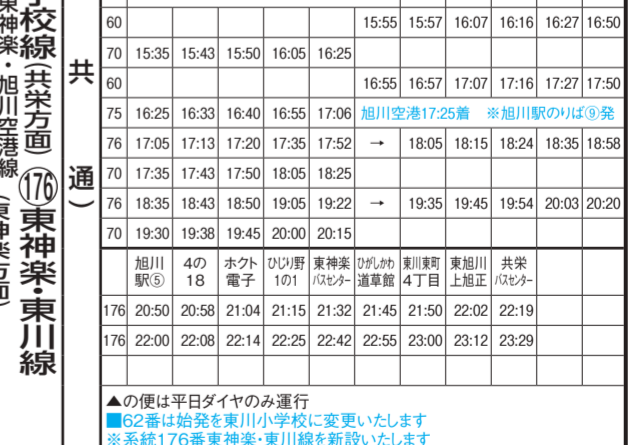 学校線(共栄方面) 176 東神楽・東川線
東神楽・旭川空港線 (東神楽方面)
共通)
60 15:55 15:57 16:07 16:16 16:27 16:50
70 15:35 15:43 15:50 16:05 16:25
60 16:55 16:57 17:07 17:16 17:27 17:50
75 16:25 16:33 16:40 16:55 17:06 旭川空港17:25着 ※旭川駅のりば⑨発
76 17:05 17:13 17:20 17:35 17:52 → 18:05 18:15 18:24 18:35 18:58
70 17:35 17:43 17:50 18:05 18:25
76 18:35 18:43 18:50 19:05 19:22 → 19:35 19:45 19:54 20:03 20:20
70 19:30 19:38 19:45 20:00 20:15
旭川 4の ホクト ひじり野 東神楽 ひがしかわ 東川東町 東旭川 共栄
駅⑤ 18 電子 1の1 バスセンター 道草館 4丁目 上旭正 バスセンター
176 20:50 20:58 21:04 21:15 21:32 21:45 21:50 22:02 22:19
176 22:00 22:08 22:14 22:25 22:42 22:55 23:00 23:12 23:29
▲の便は平日ダイヤのみ運行
■62番は始発を東川小学校に変更いたします
※系統176番東神楽・東川線を新設いたします